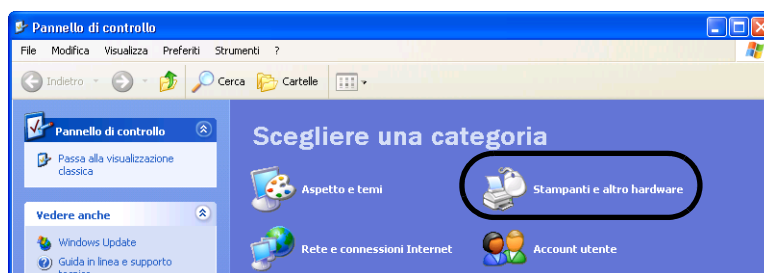 Pannello di controllo
File Modifica Visualizza Preferiti Strumenti ?
Indietro Cerca Cartelle
Pannello di controllo
Passa alla visualizzazione
classica
Vedere anche
Windows Update
Guida in linea e supporto
tecnico
Scegliere una categoria
Aspetto e temi
Stampanti e altro hardware
Rete e connessioni Internet
Account utente